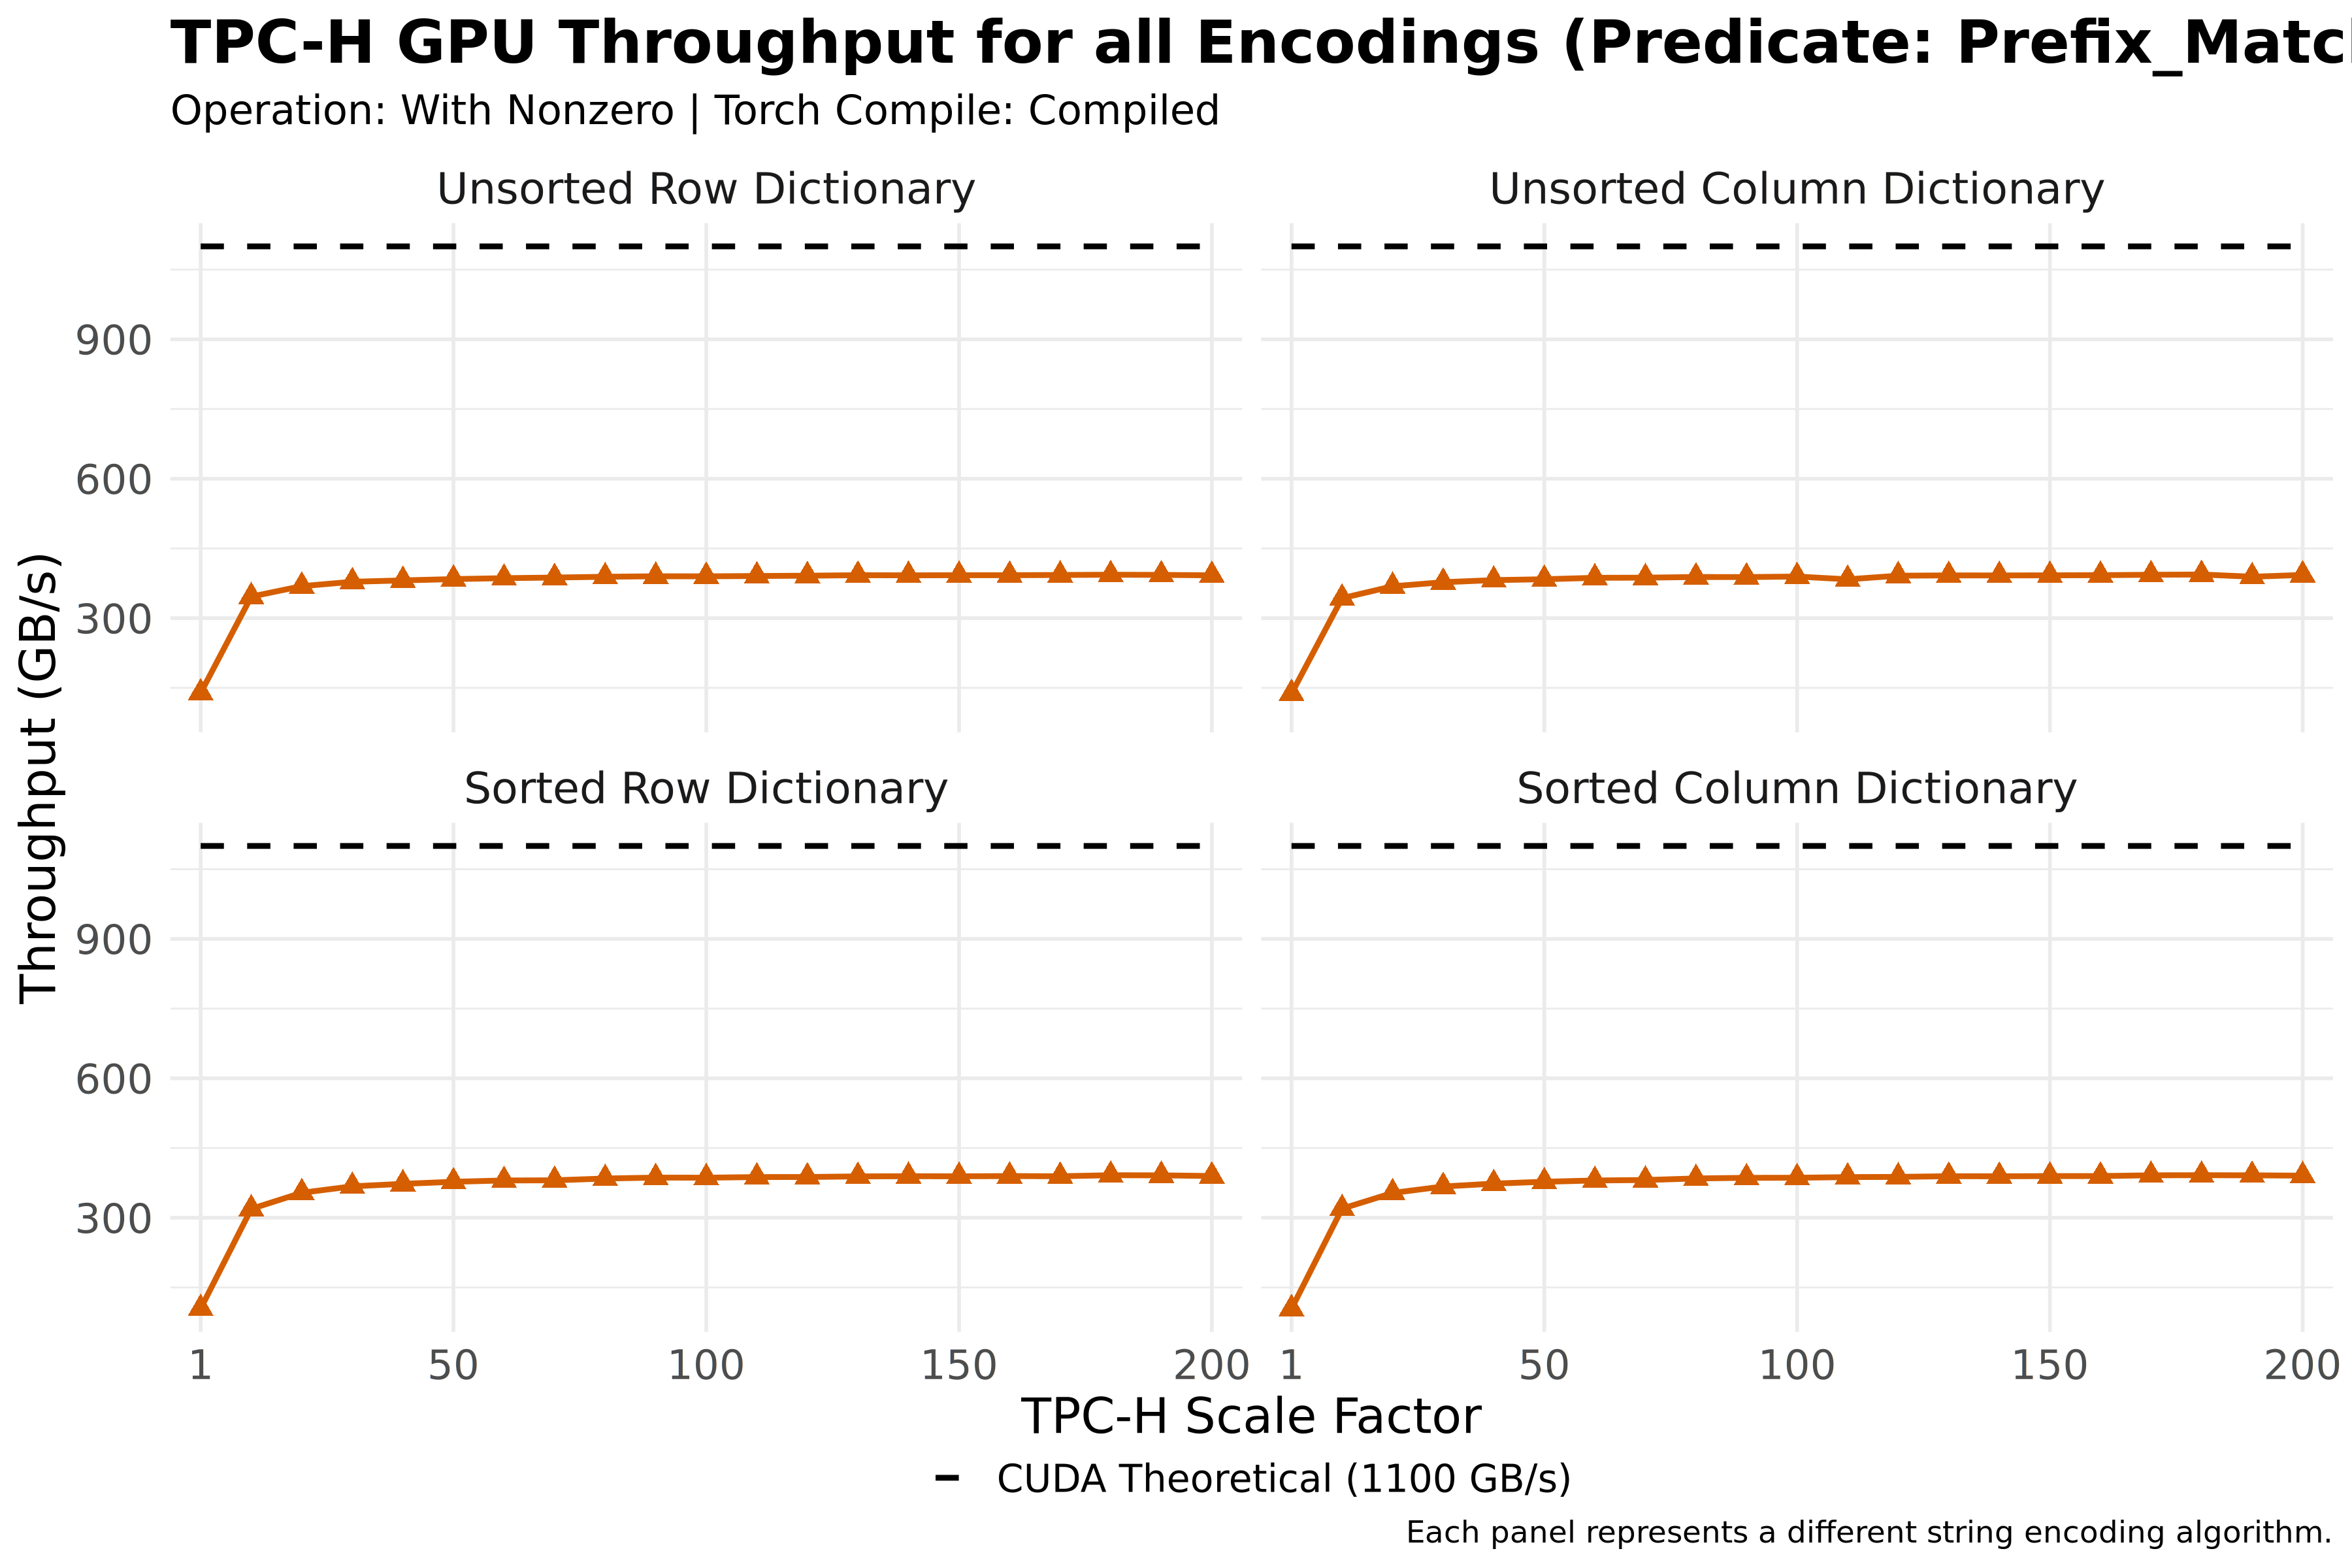 TPC-H GPU Throughput for all Encodings (Predicate: Prefix_Matc
Operation: With Nonzero | Torch Compile: Compiled
Unsorted Row Dictionary
Unsorted Column Dictionary
900
600
300
Sorted Row Dictionary
Sorted Column Dictionary
900
600
300
Throughput (GB/s)
1 50 100 150 200 1 50 100 150 200
TPC-H Scale Factor
CUDA Theoretical (1100 GB/s)
Each panel represents a different string encoding algorithm.